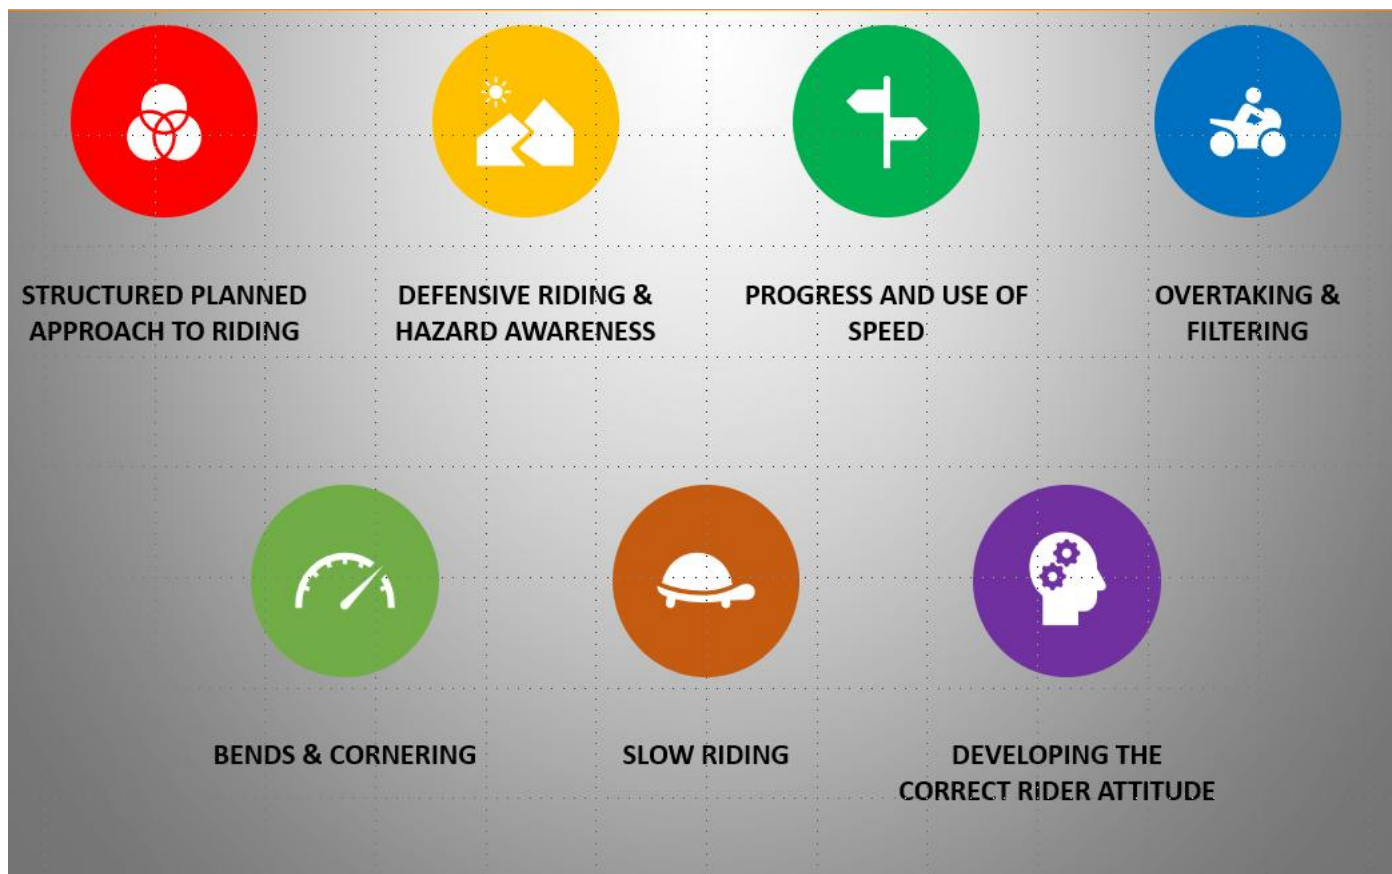 STRUCTURED PLANNED
APPROACH TO RIDING
DEFENSIVE RIDING &
HAZARD AWARENESS
PROGRESS AND USE OF
SPEED
OVERTAKING &
FILTERING
BENDS & CORNERING
SLOW RIDING
DEVELOPING THE
CORRECT RIDER ATTITUDE